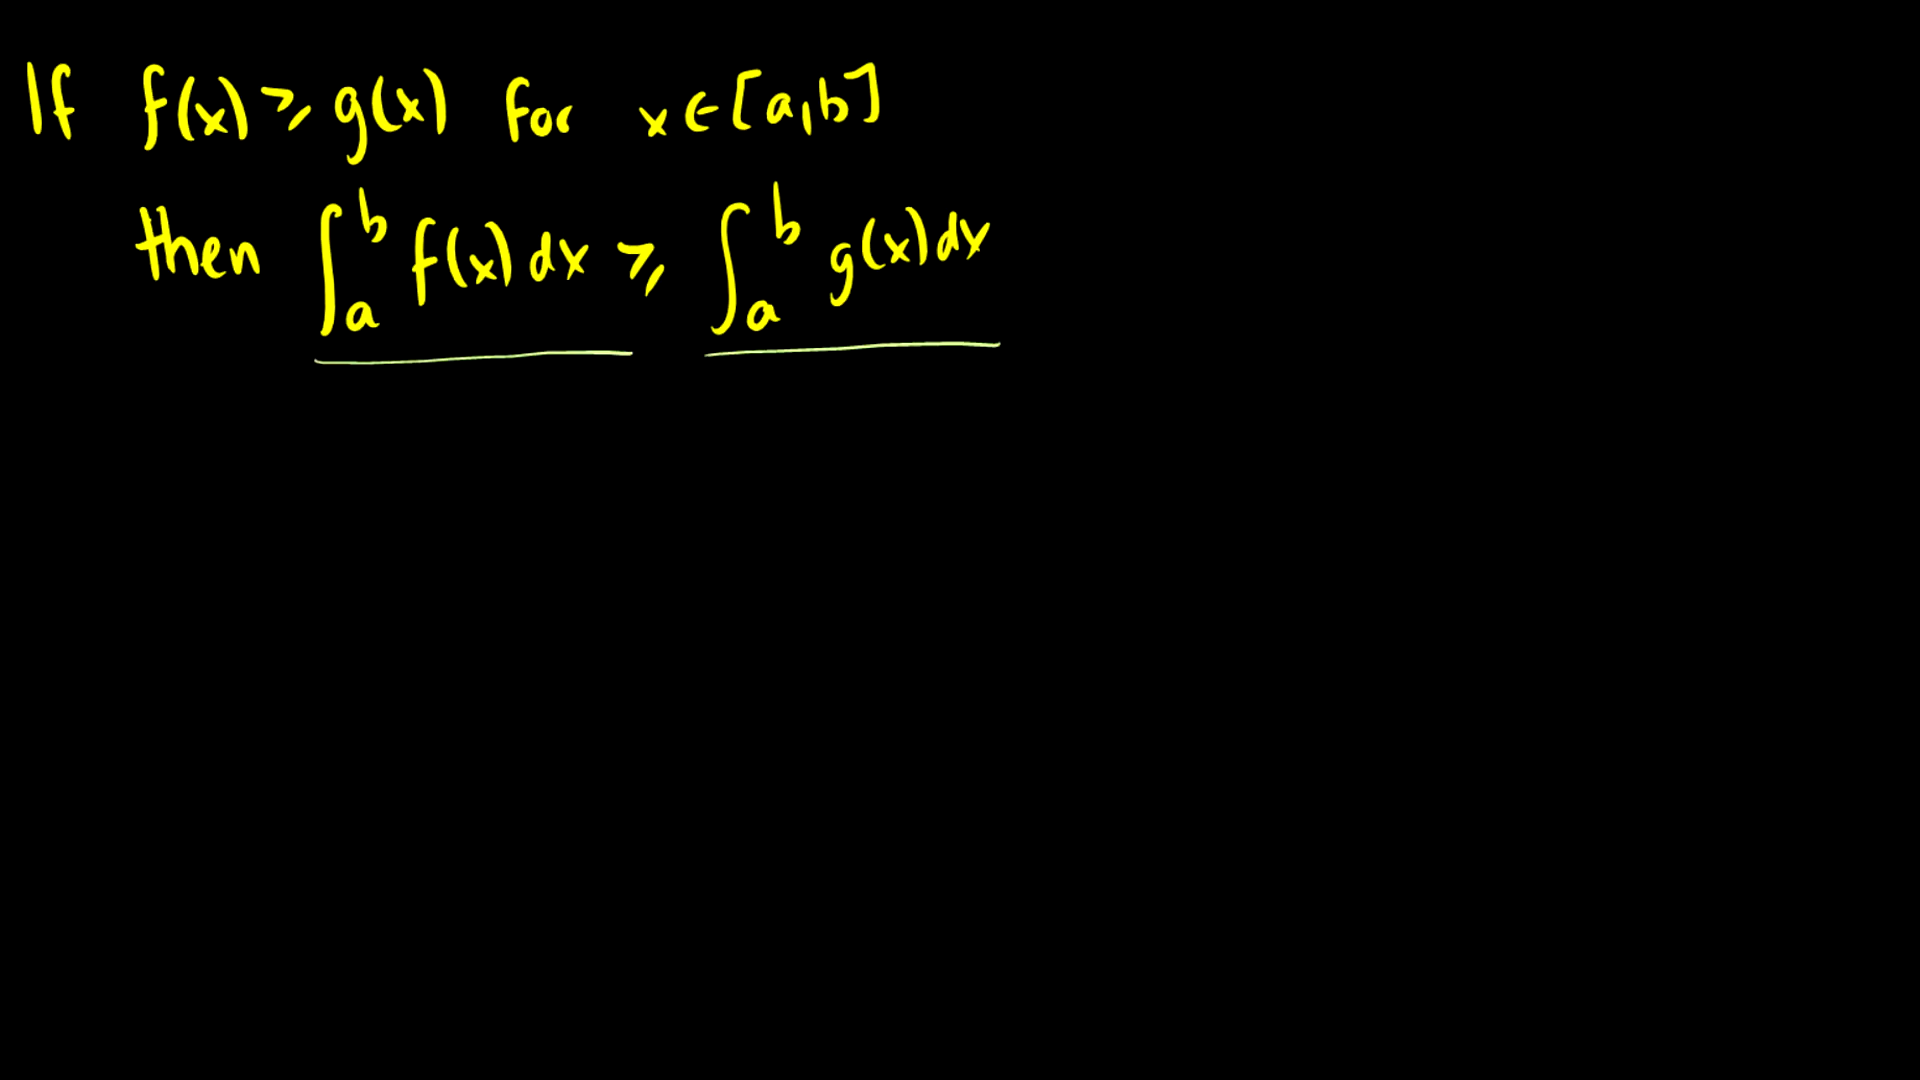 If f(x) ⩾ g(x) for x ∈ [a,b]
then ∫_a^b f(x) dx ⩾ ∫_a^b g(x) dx